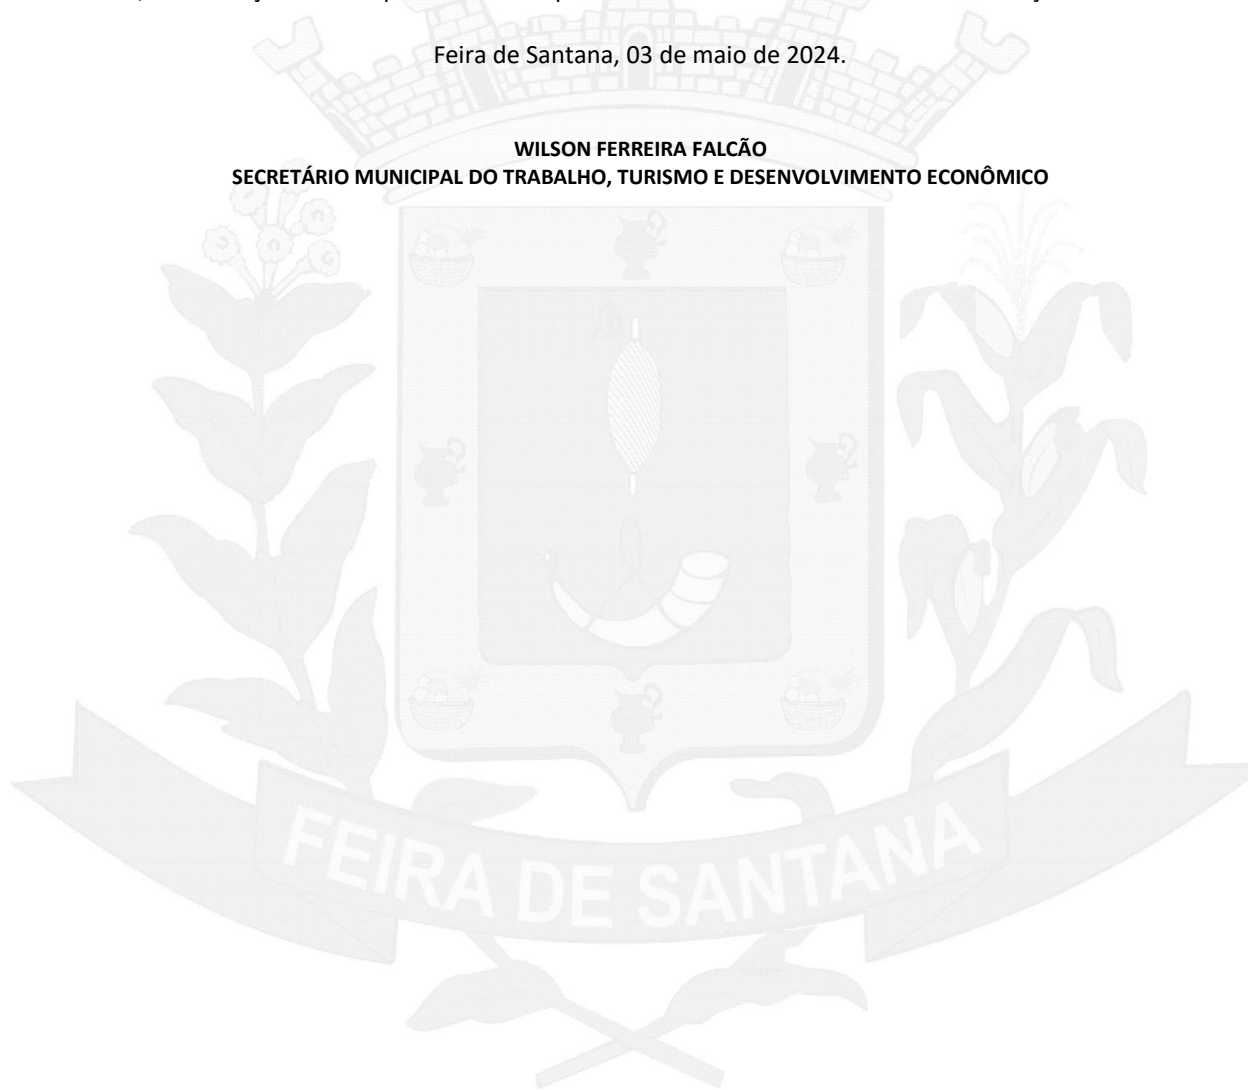 Feira de Santana, 03 de maio de 2024.
WILSON FERREIRA FALCÃO
SECRETÁRIO MUNICIPAL DO TRABALHO, TURISMO E DESENVOLVIMENTO ECONÔMICO
FEIRA DE SANTANA